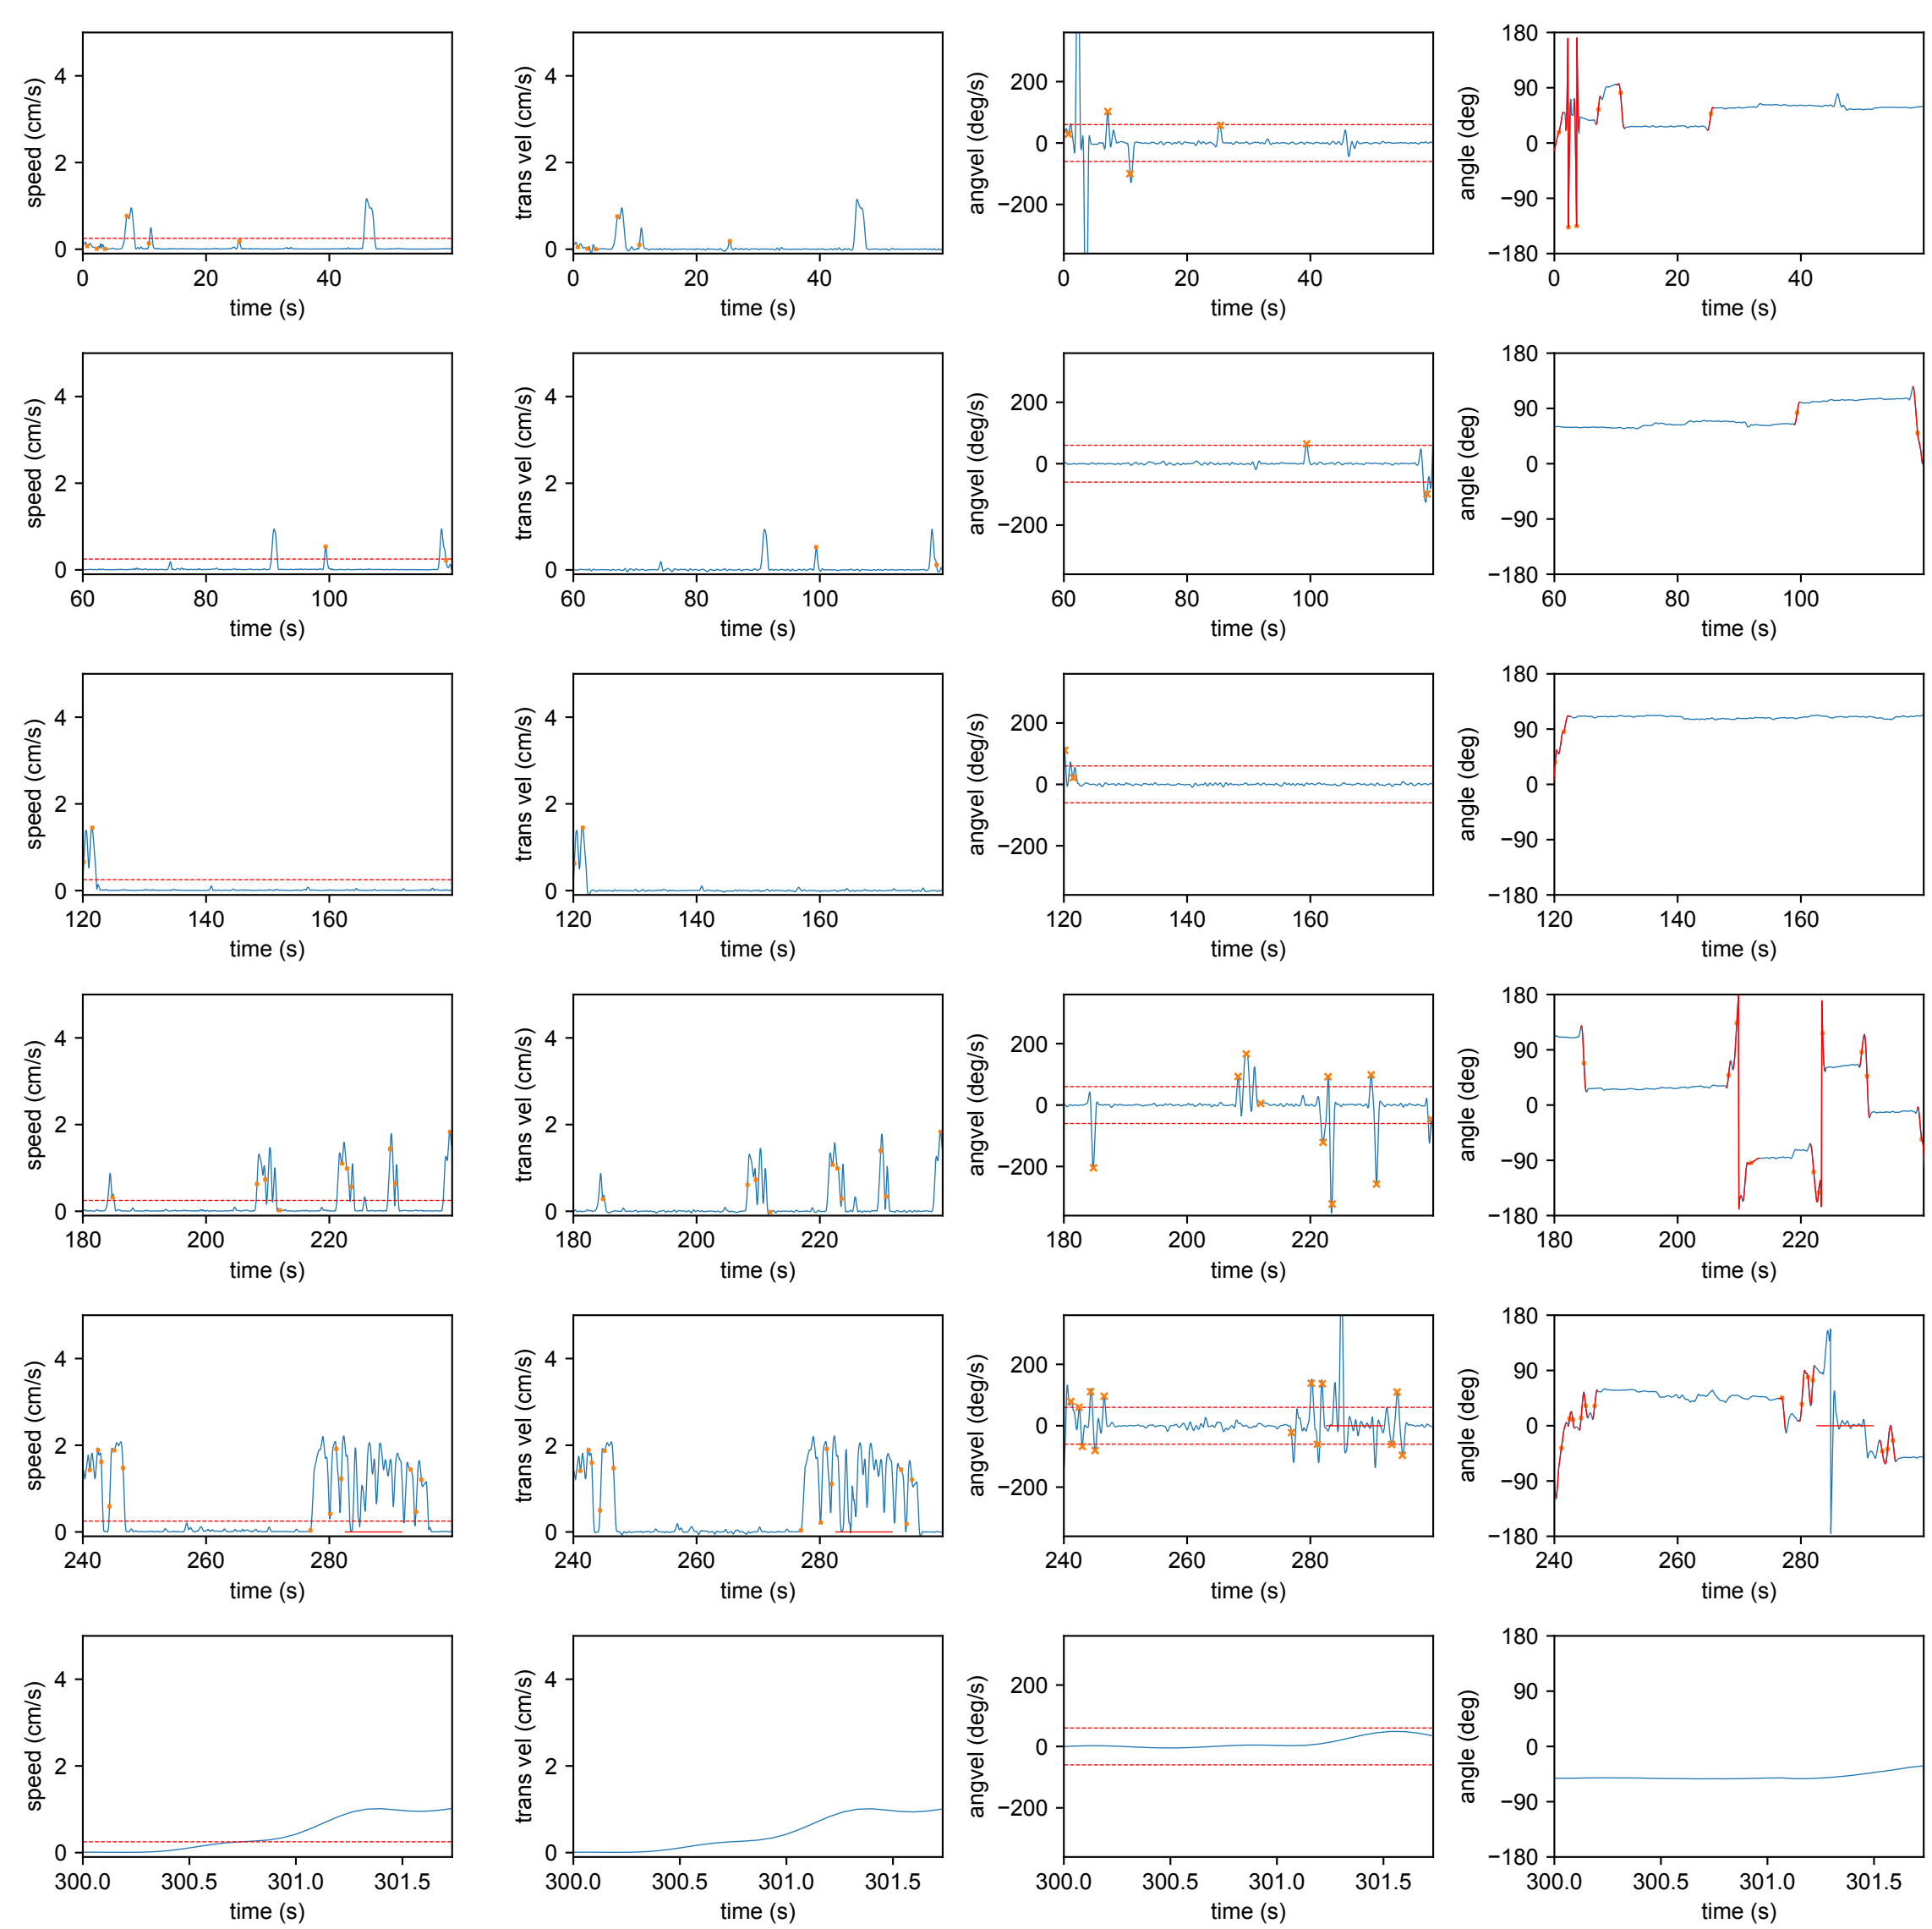 speed (cm/s) 4 2 0 0 20 40 time (s)
trans vel (cm/s) 4 2 0 0 20 40 time (s)
angvel (deg/s) 200 0 −200 0 20 40 time (s)
angle (deg) 180 90 0 −90 −180 0 20 40 time (s)
speed (cm/s) 4 2 0 60 80 100 time (s)
trans vel (cm/s) 4 2 0 60 80 100 time (s)
angvel (deg/s) 200 0 −200 60 80 100 time (s)
angle (deg) 180 90 0 −90 −180 60 80 100 time (s)
speed (cm/s) 4 2 0 120 140 160 time (s)
trans vel (cm/s) 4 2 0 120 140 160 time (s)
angvel (deg/s) 200 0 −200 120 140 160 time (s)
angle (deg) 180 90 0 −90 −180 120 140 160 time (s)
speed (cm/s) 4 2 0 180 200 220 time (s)
trans vel (cm/s) 4 2 0 180 200 220 time (s)
angvel (deg/s) 200 0 −200 180 200 220 time (s)
angle (deg) 180 90 0 −90 −180 180 200 220 time (s)
speed (cm/s) 4 2 0 240 260 280 time (s)
trans vel (cm/s) 4 2 0 240 260 280 time (s)
angvel (deg/s) 200 0 −200 240 260 280 time (s)
angle (deg) 180 90 0 −90 −180 240 260 280 time (s)
speed (cm/s) 4 2 0 300.0 300.5 301.0 301.5 time (s)
trans vel (cm/s) 4 2 0 300.0 300.5 301.0 301.5 time (s)
angvel (deg/s) 200 0 −200 300.0 300.5 301.0 301.5 time (s)
angle (deg) 180 90 0 −90 −180 300.0 300.5 301.0 301.5 time (s)